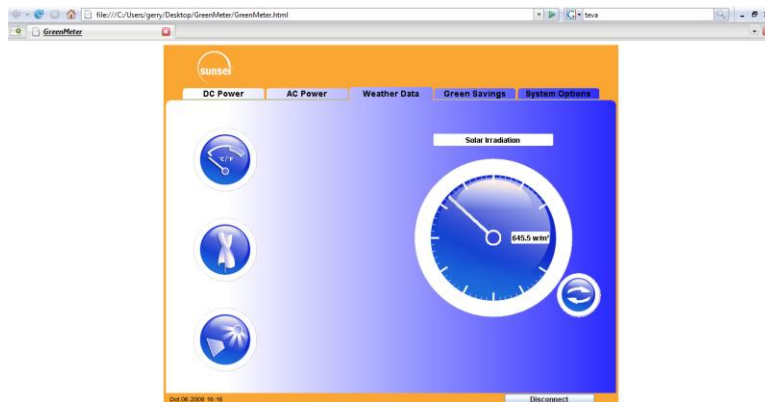 file:///C:/Users/gerry/Desktop/GreenMeter/GreenMeter.html
teva
GreenMeter
sunsel
DC Power AC Power Weather Data Green Savings System Options
Solar Irradiation
°C/°F
645.5 w/m²
Oct.06.2008 16:16
Disconnect